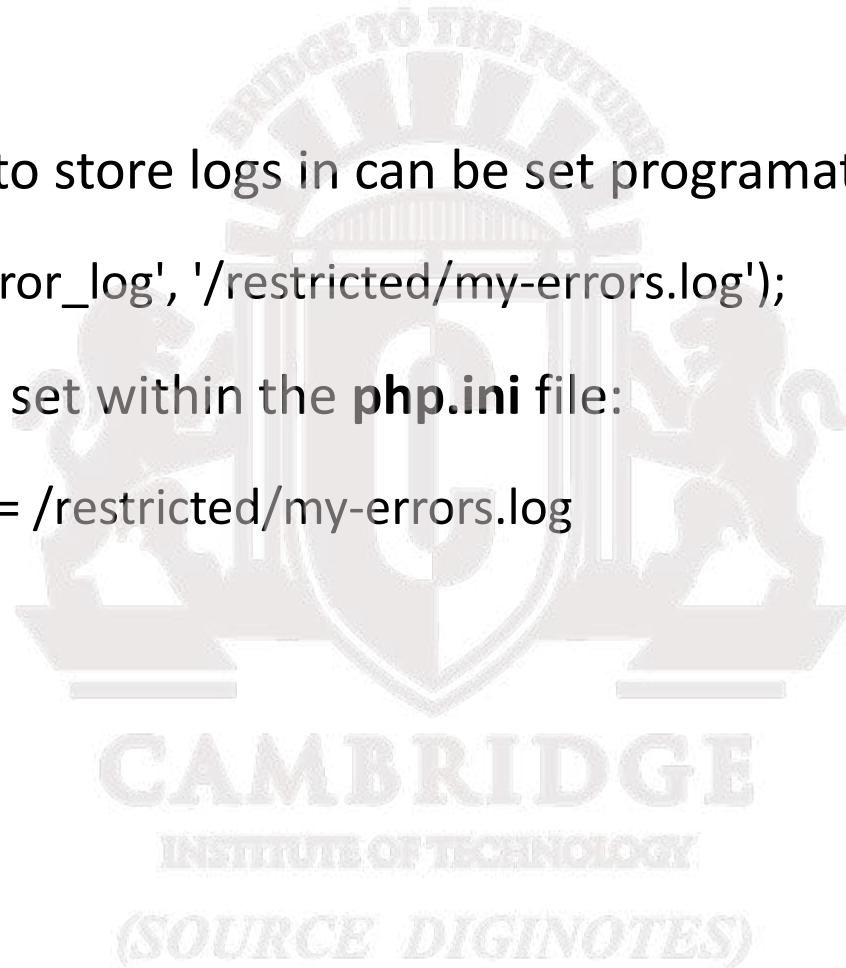 BRIDGE TO THE FUTURE
to store logs in can be set programat
ror_log', '/restricted/my-errors.log');
set within the php.ini file:
= /restricted/my-errors.log
C
CAMBRIDGE
INSTITUTE OF TECHNOLOGY
(SOURCE DIGINOTES)